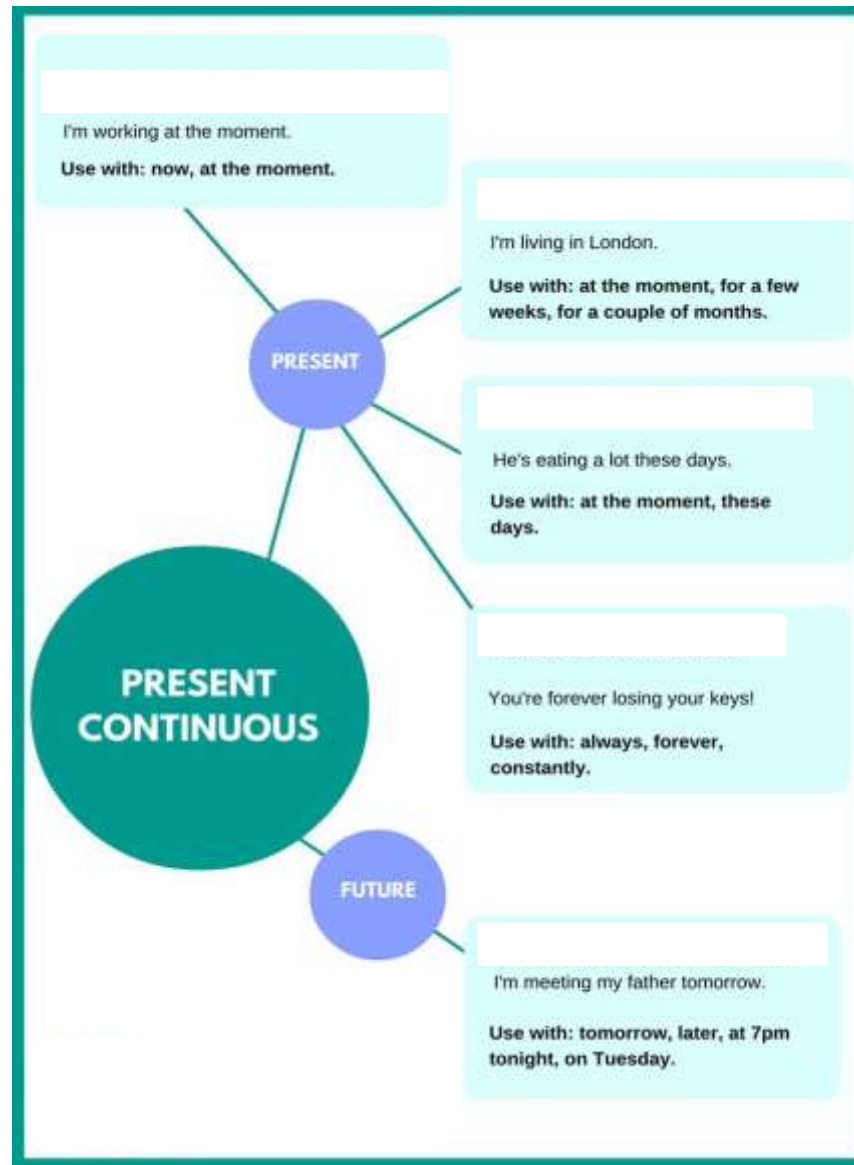 I'm working at the moment.
Use with: now, at the moment.
I'm living in London.
Use with: at the moment, for a few
weeks, for a couple of months.
PRESENT
He's eating a lot these days.
Use with: at the moment, these
days.
PRESENT
CONTINUOUS
You're forever losing your keys!
Use with: always, forever,
constantly.
FUTURE
I'm meeting my father tomorrow.
Use with: tomorrow, later, at 7pm
tonight, on Tuesday.